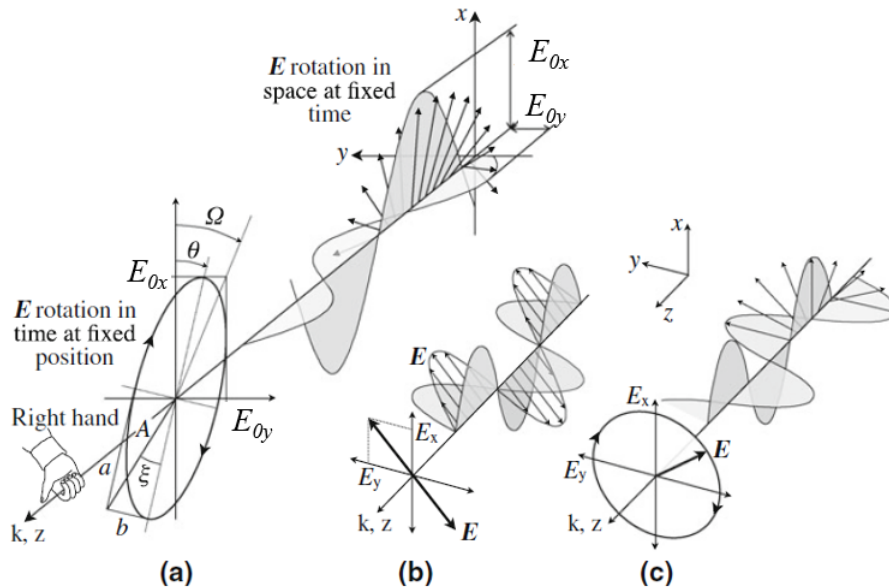 x
E rotation in
space at fixed
time
E0x
E0y
y
Ω
θ
E0x
E rotation in
time at fixed
position
x
y
z
E
Right hand
A
E0y
a
ξ
b
k, z
Ex
Ey
k, z
E
Ex
E
Ey
k, z
(a)
(b)
(c)